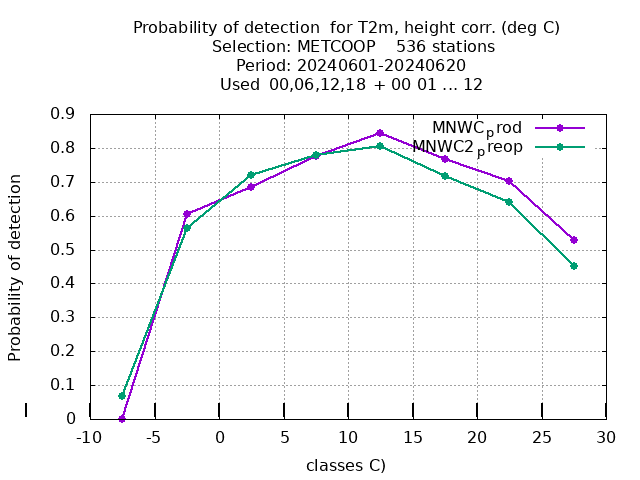 Probability of detection  for T2m, height corr. (deg C)
Selection: METCOOP    536 stations
Period: 20240601-20240620
Used  00,06,12,18 + 00 01 ... 12
MNWCprod
MNWC2preop
Probability of detection
0.9
0.8
0.7
0.6
0.5
0.4
0.3
0.2
0.1
0
-10 -5 0 5 10 15 20 25 30
classes C)